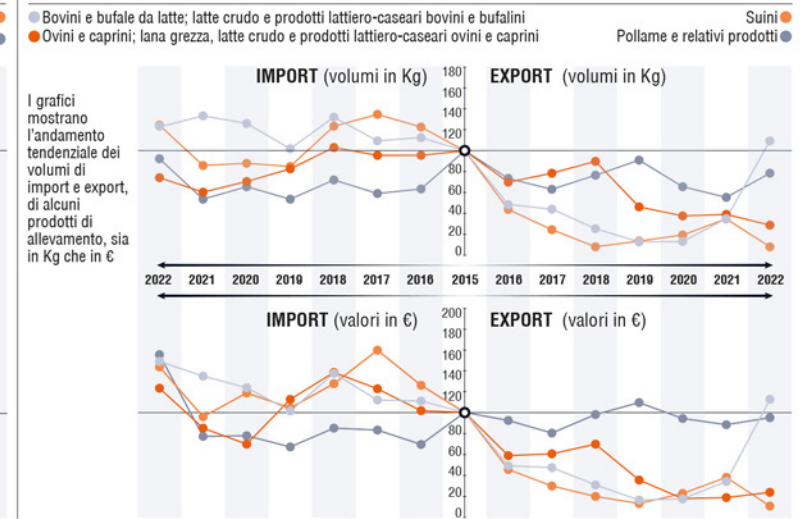 Bovini e bufale da latte; latte crudo e prodotti lattiero-caseari bovini e bufalini
Suini
Ovini e caprini; lana grezza, latte crudo e prodotti lattiero-caseari ovini e caprini
Pollame e relativi prodotti
I grafici
mostrano
l'andamento
tendenziale dei
volumi di
import e export,
di alcuni
prodotti di
allevamento, sia
in Kg che in €
IMPORT (volumi in Kg)
EXPORT (volumi in Kg)
180
160
140
120
80
60
40
20
0
2022 2021 2020 2019 2018 2017 2016 2015 2016 2017 2018 2019 2020 2021 2022
IMPORT (valori in €)
EXPORT (valori in €)
200
180
160
140
120
80
60
40
20
0